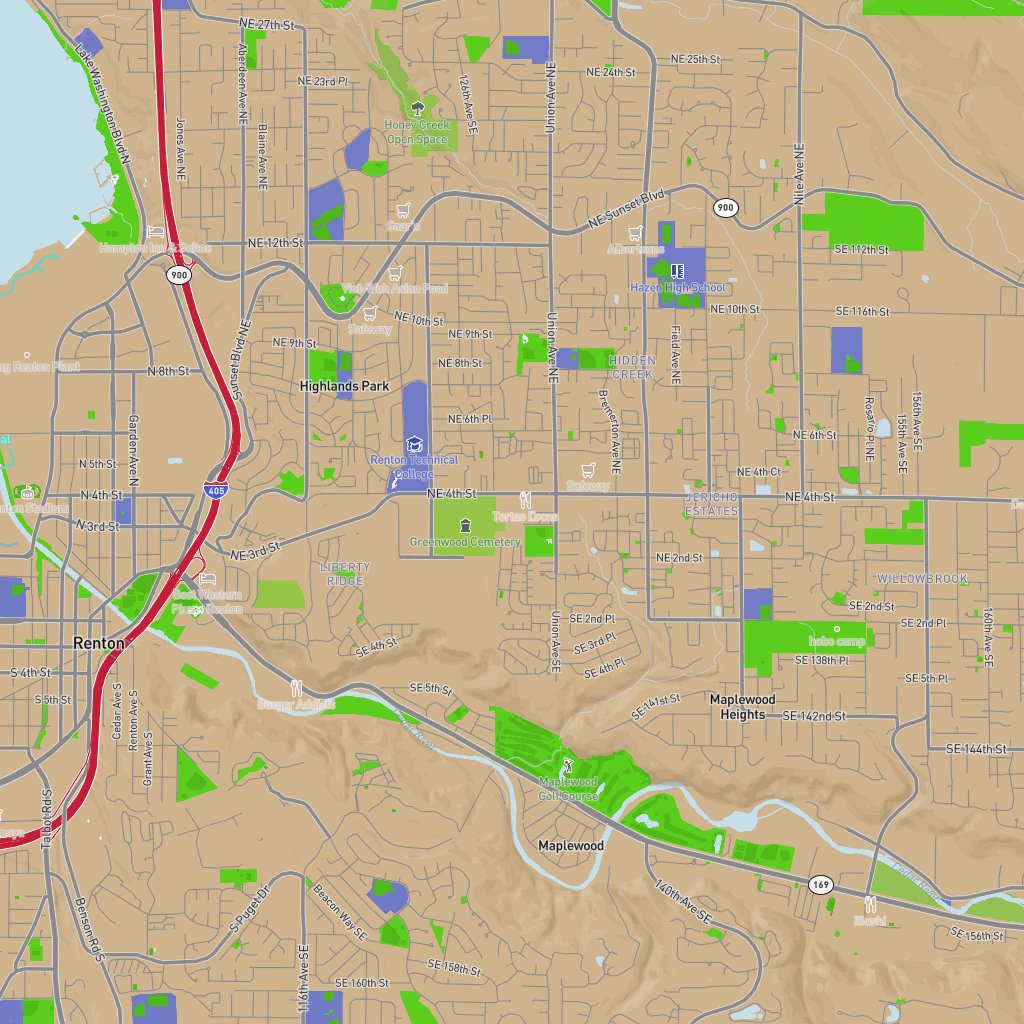 NE 27th St
Lake Washington Blvd N
Aberdeen Ave NE
NE 23rd Pl
126th Ave SE
Union Ave NE
NE 24th St
NE 25th St
Jones Ave NE
Blaine Ave NE
Honey Creek
Open Space
Nile Ave NE
NE Sunset Blvd
900
Saar's
Albertsons
Hampton Inn & Suites
NE 12th St
SE 112th St
900
Hazen High School
Safeway
NE 10th St
NE 10th St
SE 116th St
NE 9th St
NE 9th St
NE 8th St
Union Ave NE
HIDDEN
CREEK
Field Ave NE
Sunset Blvd NE
N 8th St
Highlands Park
Bremerton Ave NE
Rosario Pl NE
155th Ave SE
156th Ave SE
NE 6th Pl
NE 6th St
Garden Ave N
Renton Technical
College
N 5th St
NE 4th Ct
Safeway
N 4th St
405
NE 4th St
JERICHO
ESTATES
NE 4th St
N 3rd St
NE 3rd St
Greenwood Cemetery
NE 2nd St
LIBERTY
RIDGE
WILLOWBROOK
Best Western
SE 2nd St
SE 2nd Pl
SE 2nd Pl
Union Ave SE
160th Ave SE
SE 3rd Pl
SE 4th Pl
hobo camp
SE 138th Pl
Renton
SE 4th St
S 4th St
S 5th St
SE 5th St
SE 5th Pl
SE 141st St
Maplewood
Heights
SE 142nd St
SE 144th St
Cedar Ave S
Renton Ave S
Grant Ave S
Burger Addict
Cedar River
Maplewood
Golf Course
Talbot Rd S
Maplewood
169
140th Ave SE
Cedar River
iSushi
SE 156th St
Benson Rd S
S Puget Dr
Beacon Way SE
116th Ave SE
SE 158th St
SE 160th St